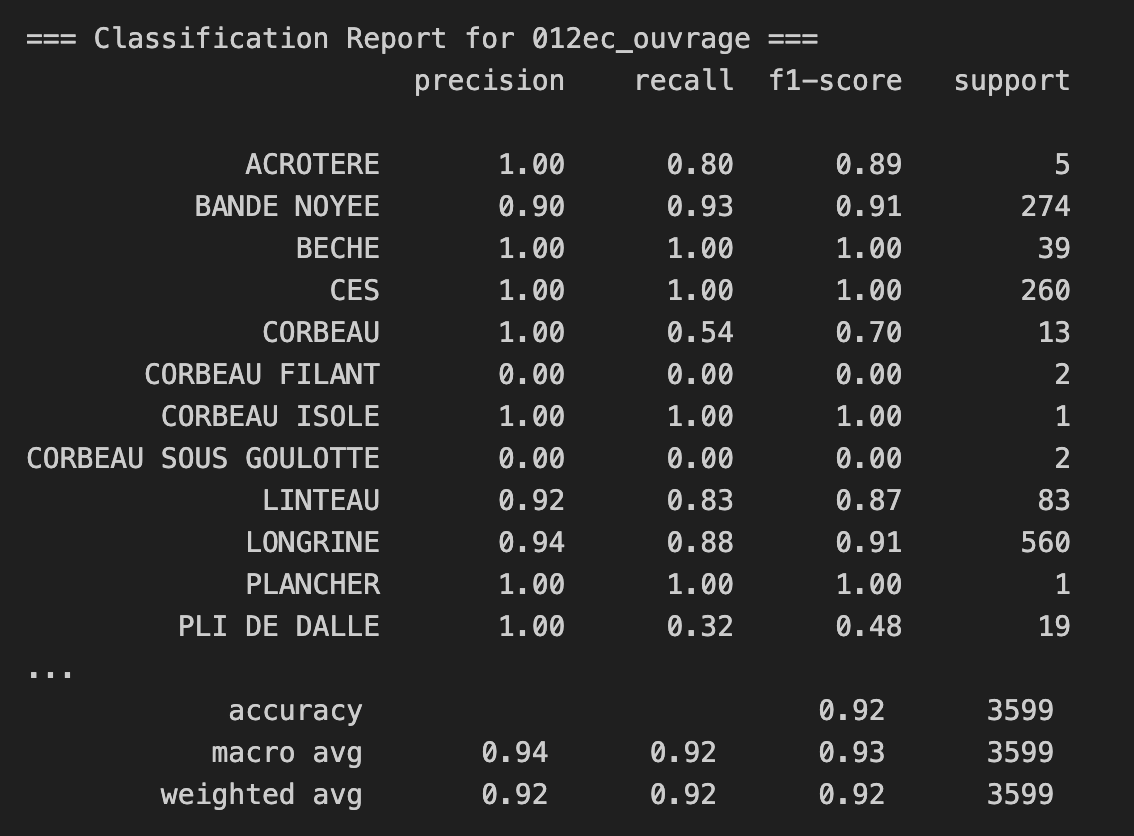 === Classification Report for 012ec_ouvrage ===
precision recall f1-score support
ACROTERE 1.00 0.80 0.89 5
BANDE NOYEE 0.90 0.93 0.91 274
BECHE 1.00 1.00 1.00 39
CES 1.00 1.00 1.00 260
CORBEAU 1.00 0.54 0.70 13
CORBEAU FILANT 0.00 0.00 0.00 2
CORBEAU ISOLE 1.00 1.00 1.00 1
CORBEAU SOUS GOULOTTE 0.00 0.00 0.00 2
LINTEAU 0.92 0.83 0.87 83
LONGRINE 0.94 0.88 0.91 560
PLANCHER 1.00 1.00 1.00 1
PLI DE DALLE 1.00 0.32 0.48 19
...
accuracy 0.92 3599
macro avg 0.94 0.92 0.93 3599
weighted avg 0.92 0.92 0.92 3599